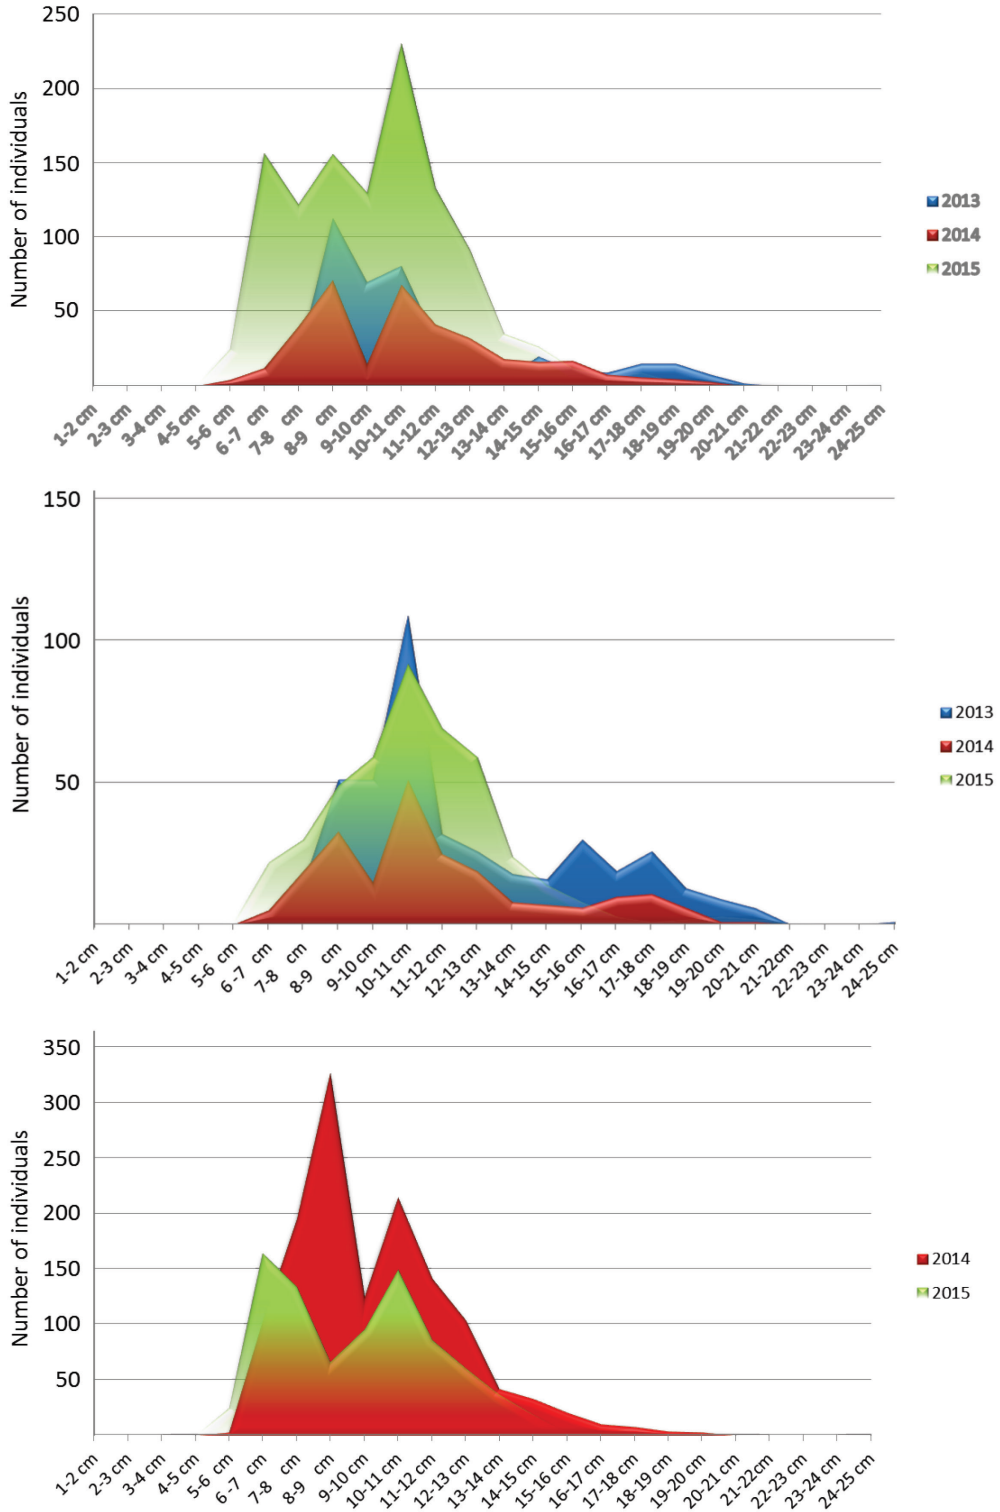 250
200
150
100
50
Number of individuals
1-2 cm
2-3 cm
3-4 cm
4-5 cm
5-6 cm
6 -7 cm
7-8 cm
8-9 cm
9-10 cm
10-11 cm
11-12 cm
12-13 cm
13-14 cm
14-15 cm
15-16 cm
16-17 cm
17-18 cm
18-19 cm
19-20 cm
20-21 cm
21-22 cm
22-23 cm
23-24 cm
24-25 cm
2013
2014
2015
150
100
50
Number of individuals
1-2 cm
2-3 cm
3-4 cm
4-5 cm
5-6 cm
6 -7 cm
7-8 cm
8-9 cm
9-10 cm
10-11 cm
11-12 cm
12-13 cm
13-14 cm
14-15 cm
15-16 cm
16-17 cm
17-18 cm
18-19 cm
19-20 cm
20-21 cm
21-22cm
22-23 cm
23-24 cm
24-25 cm
2013
2014
2015
350
300
250
200
150
100
50
Number of individuals
1-2 cm
2-3 cm
3-4 cm
4-5 cm
5-6 cm
6 -7 cm
7-8 cm
8-9 cm
9-10 cm
10-11 cm
11-12 cm
12-13 cm
13-14 cm
14-15 cm
15-16 cm
16-17 cm
17-18 cm
18-19 cm
19-20 cm
20-21 cm
21-22cm
22-23 cm
23-24 cm
24-25 cm
2014
2015